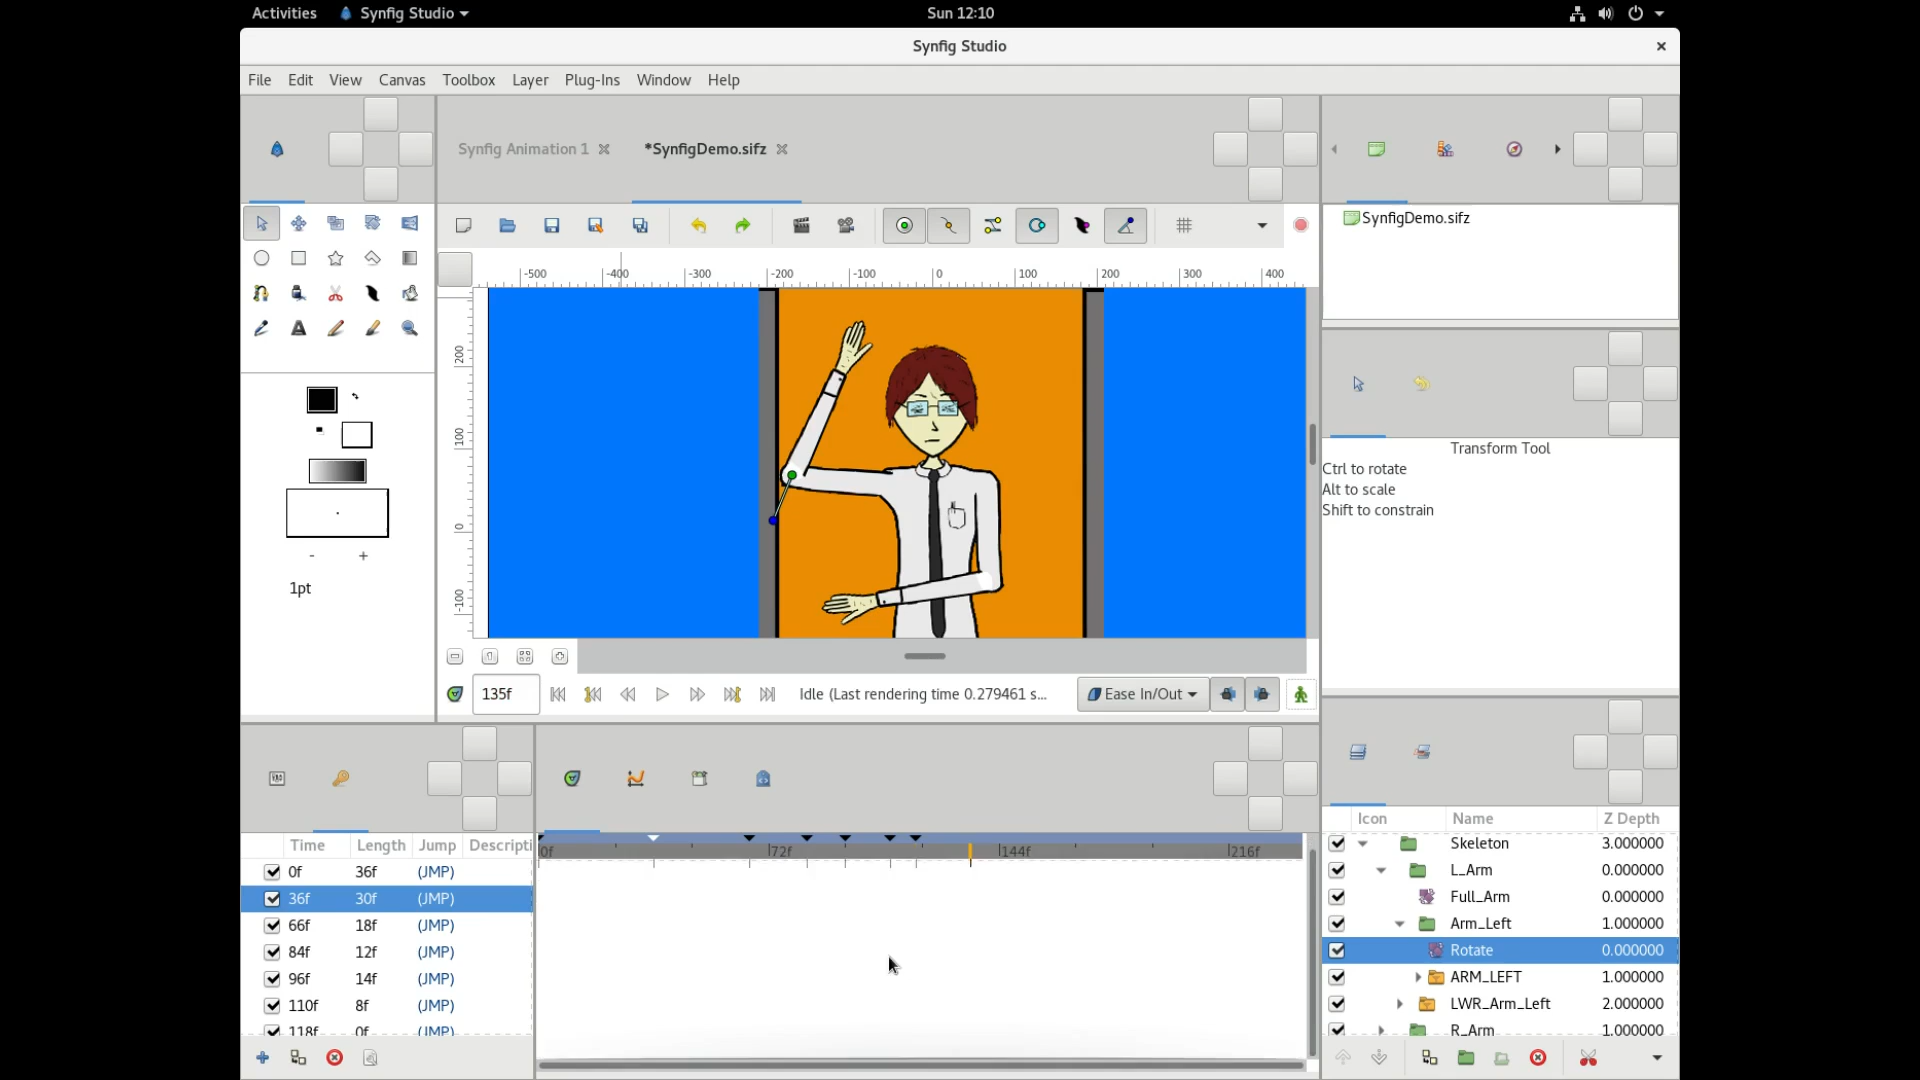 Activities Synfig Studio Sun 12:10
Synfig Studio
File Edit View Canvas Toolbox Layer Plug-Ins Window Help
Synfig Animation 1 *SynfigDemo.sifz
SynfigDemo.sifz
-500 -400 -300 -200 -100 0 100 200 300 400
200
100
0
-100
Transform Tool
Ctrl to rotate
Alt to scale
Shift to constrain
- +
1pt
135f Idle (Last rendering time 0.279461 s... Ease In/Out
Time Length Jump Descripti
0f 36f (JMP)
36f 30f (JMP)
66f 18f (JMP)
84f 12f (JMP)
96f 14f (JMP)
110f 8f (JMP)
118f 0f (JMP)
0f 72f 144f 216f
Icon Name Z Depth
Skeleton 3.000000
L_Arm 0.000000
Full_Arm 0.000000
Arm_Left 1.000000
Rotate 0.000000
ARM_LEFT 1.000000
LWR_Arm_Left 2.000000
R_Arm 1.000000